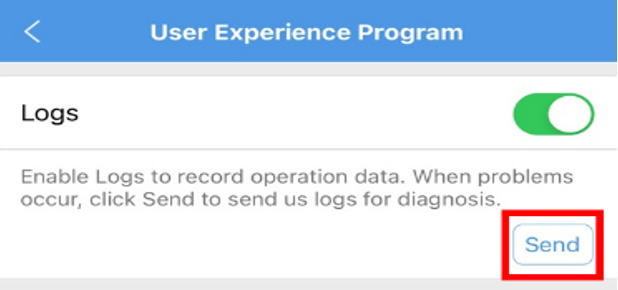 User Experience Program
Logs
Enable Logs to record operation data. When problems
occur, click Send to send us logs for diagnosis.
Send